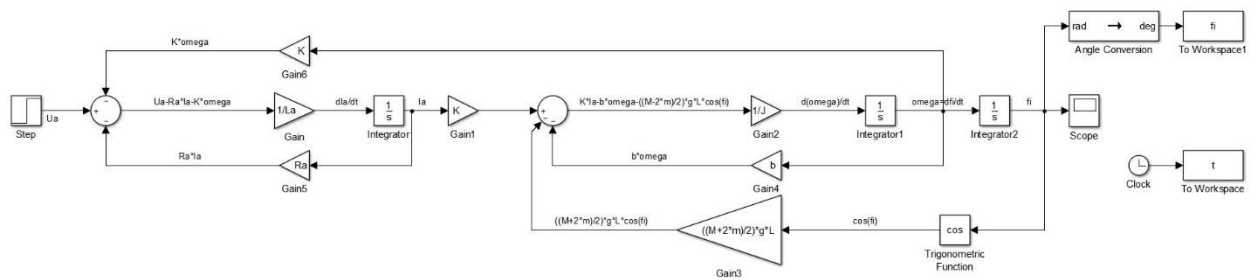 K*omega
K
Gain6
rad → deg
Angle Conversion
fi
To Workspace1
Step
Ua
+
-
-
Ua-Ra*Ia-K*omega
1/La
Gain
dIa/dt
1
s
Integrator
Ia
K
Gain1
+
-
-
K*Ia-b*omega-((M-2*m)/2)*g*L*cos(fi)
1/J
Gain2
d(omega)/dt
1
s
Integrator1
omega=dfi/dt
1
s
Integrator2
fi
Scope
Ra*Ia
Ra
Gain5
b*omega
b
Gain4
Clock
t
To Workspace
((M+2*m)/2)*g*L*cos(fi)
((M+2*m)/2)*g*L
Gain3
cos(fi)
cos
Trigonometric
Function